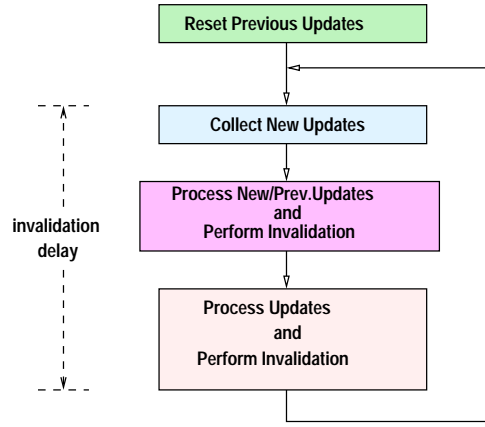 Reset Previous Updates
Collect New Updates
Process New/Prev.Updates
and
Perform Invalidation
invalidation
delay
Process Updates
and
Perform Invalidation